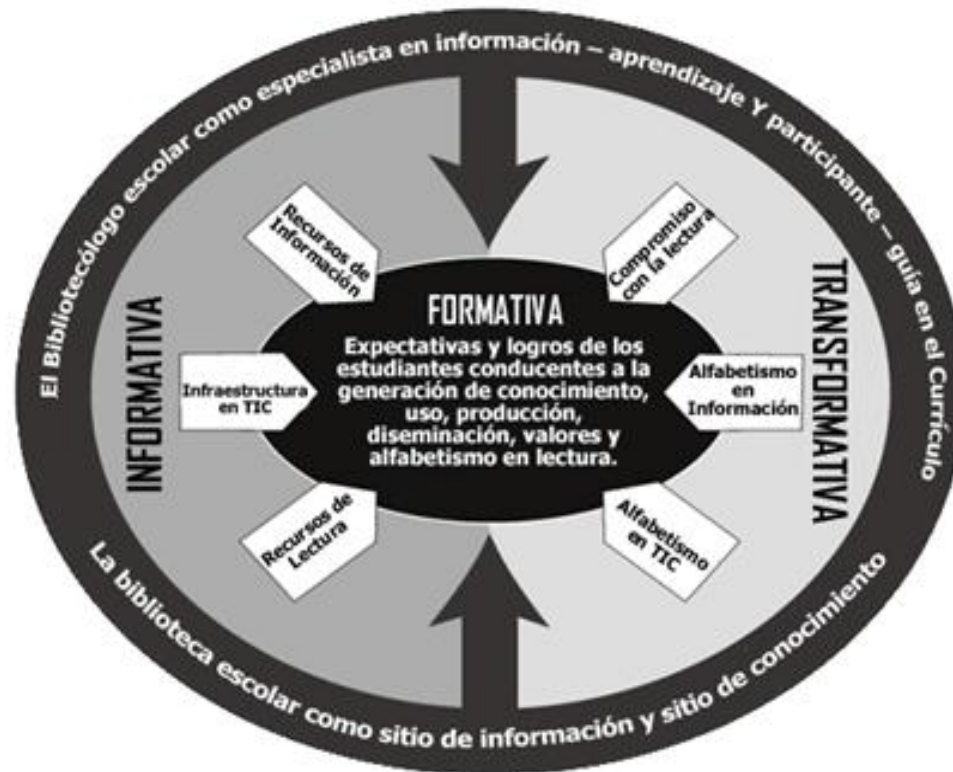 El Bibliotecólogo escolar como especialista en información – aprendizaje Y participante – guía en el Currículo
Recursos de
Información
Compromiso
con la lectura
INFORMATIVA
Infraestructura
en TIC
FORMATIVA
Expectativas y logros de los
estudiantes conducentes a la
generación de conocimiento,
uso, producción,
diseminación, valores y
alfabetismo en lectura.
Alfabetismo
en
Información
TRANSFORMATIVA
Recursos de
Lectura
Alfabetismo
en TIC
La biblioteca escolar como sitio de información y sitio de conocimiento